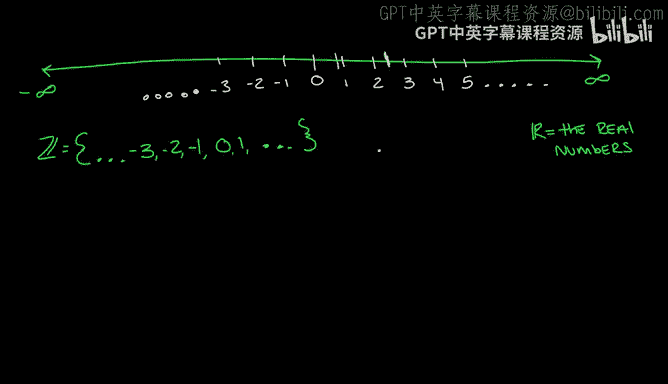 GPT中英字幕课程资源@bilibili
GPT中英字幕课程资源 bilibili
-3 -2 -1 0 1 2 3 4 5 .....
-∞ ∞
ℤ = {...-3, -2, -1, 0, 1, ...}
ℝ = THE REAL
NUMBERS